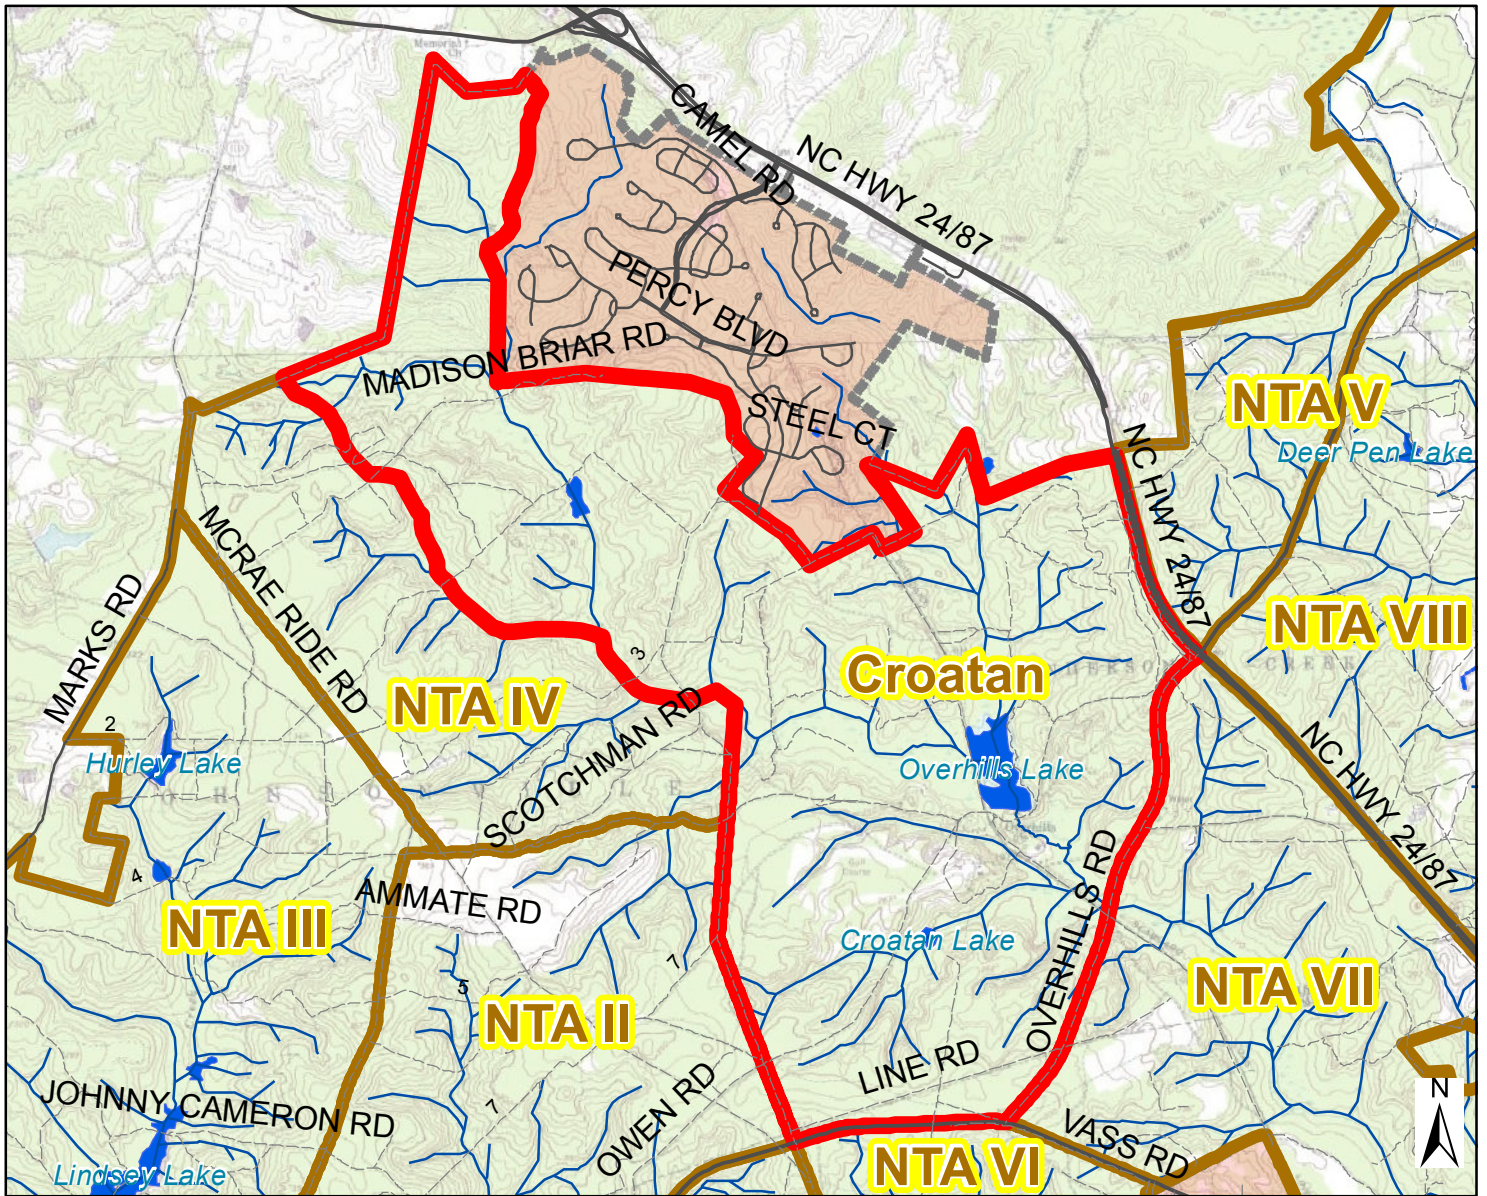 Memorial
CAMEL RD
NC HWY 24/87
PERCY BLVD
MADISON BRIAR RD
STEEL CT
NTA V
Deer Pen Lake
NC HWY 24/87
MCRAE RIDE RD
MARKS RD
NTA VIII
3
Croatan
NTA IV
2
SCOTCHMAN RD
Hurley Lake
Overhills Lake
NC HWY 24/87
4
AMMATE RD
OVERHILLS RD
NTA III
Croatan Lake
7
5
NTA VII
NTA II
LINE RD
7
OWEN RD
JOHNNY CAMERON RD
VASS RD
N
NTA VI
Lindsey Lake